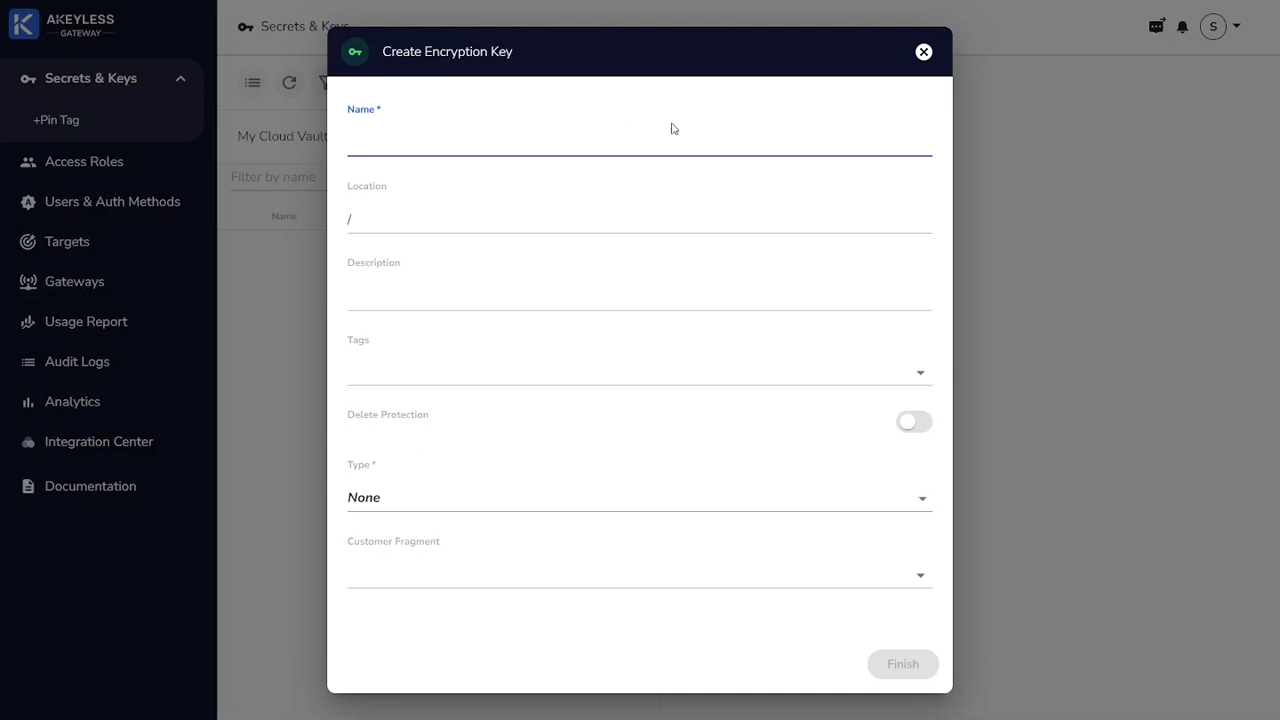 AKEYLESS
GATEWAY
Secrets & Keys
+Pin Tag
Access Roles
Users & Auth Methods
Targets
Gateways
Usage Report
Audit Logs
Analytics
Integration Center
Documentation
Secrets & Keys
S
My Cloud Vault
Filter by name
Name
Create Encryption Key
Name *
Location
/
Description
Tags
Delete Protection
Type *
None
Customer Fragment
Finish